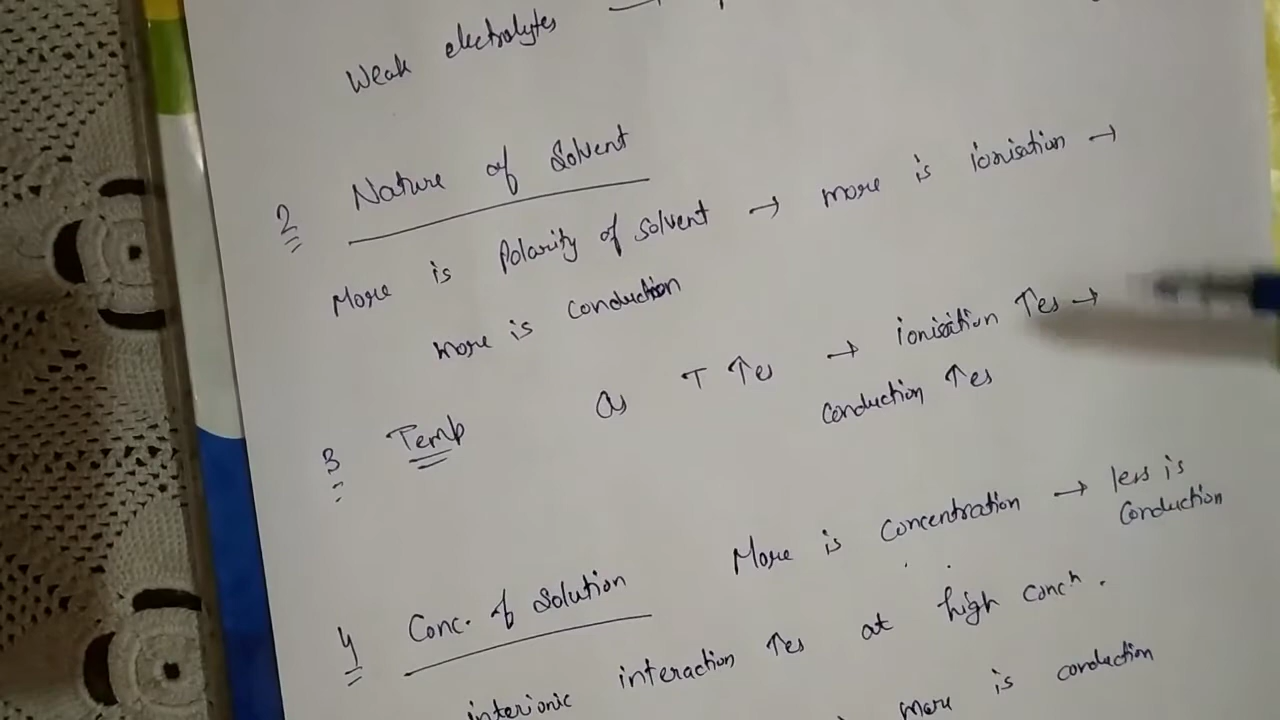 Weak electrolytes →
2 Nature of Solvent
More is Polarity of solvent → more is ionisation →
more is conduction
3 Temp as T ↑es → ionisation ↑es →
conduction ↑es
4 Conc. of Solution More is concentration → less is
conduction
interionic interaction ↑es at high concn.
more is conduction